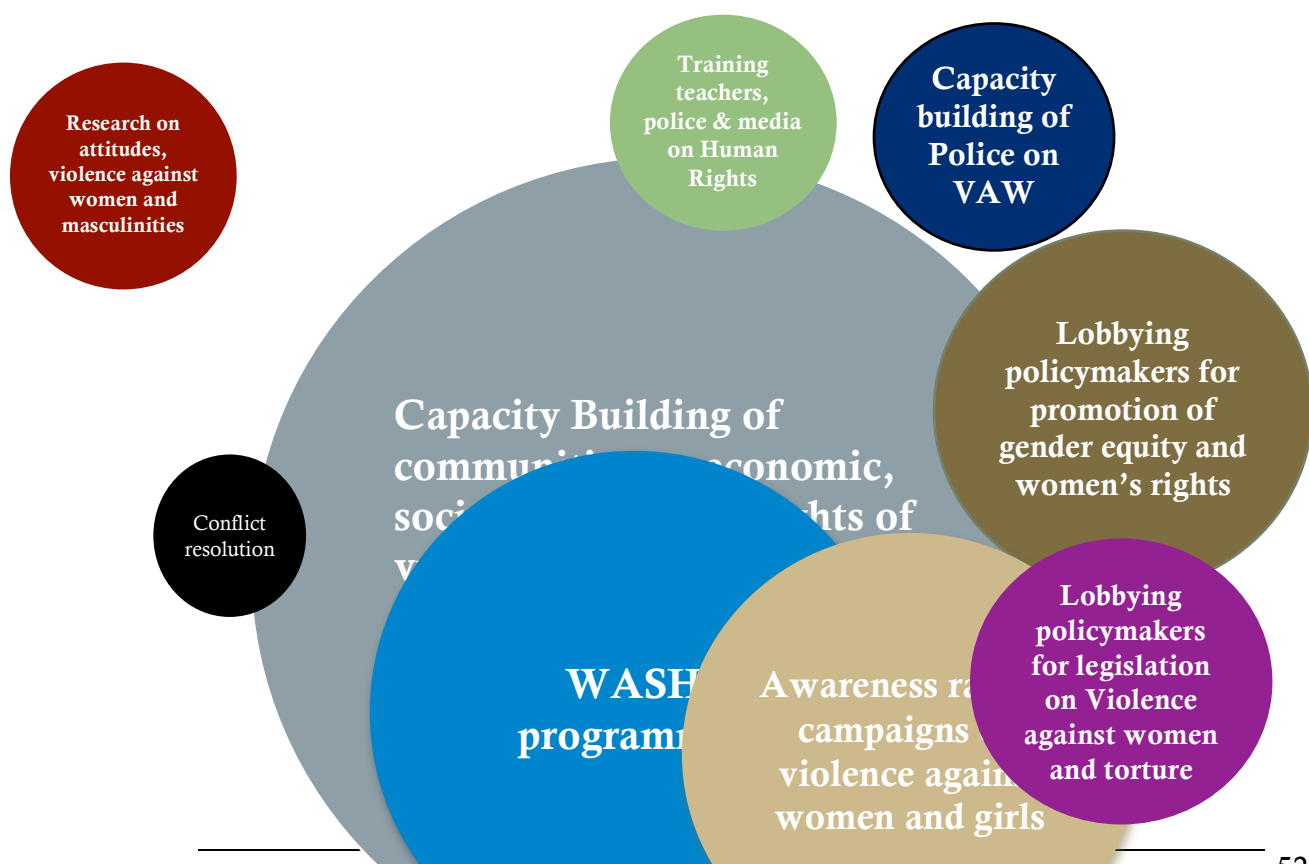 Research on
attitudes,
violence against
women and
masculinities
Training
teachers,
police & media
on Human
Rights
Capacity
building of
Police on
VAW
Lobbying
policymakers for
promotion of
gender equity and
women’s rights
Capacity Building of
Conflict
resolution
of
WASH
Awareness
campaigns
violence
women and girls
Lobbying
policymakers
for legislation
on Violence
against women
and torture